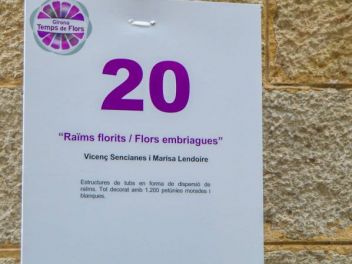 Girona
Temps de Flors
20
“Raïms florits / Flors embriagues”
Vicenç Sencianes i Marisa Lendoire
Estructures de tubs en forma de dispersió de
raïms. Tot decorat amb 1.200 petúnies morades i
blanques.